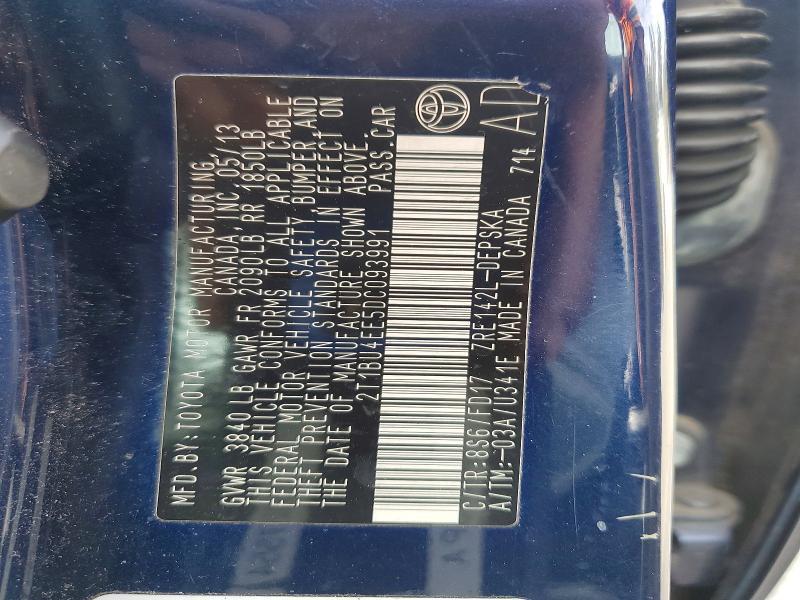 MFD.BY:TOYOTA MOTOR MANUFACTURING
CANADA, INC. 05/13
GVWR 3840 LB GAWR FR 2090LB, RR 1850LB
THIS VEHICLE CONFORMS TO ALL APPLICABLE
FEDERAL MOTOR VEHICLE SAFETY BUMPER, AND
THEFT PREVENTION STANDARDS IN EFFECT ON
THE DATE OF MANUFACTURE SHOWN ABOVE.
2T1BU4EE5DC093991 PASS.CAR
C/TR:8S6/FD17 ZRE142L-DEPSKA
A/TM:-03A/U341E MADE IN CANADA 714 AD